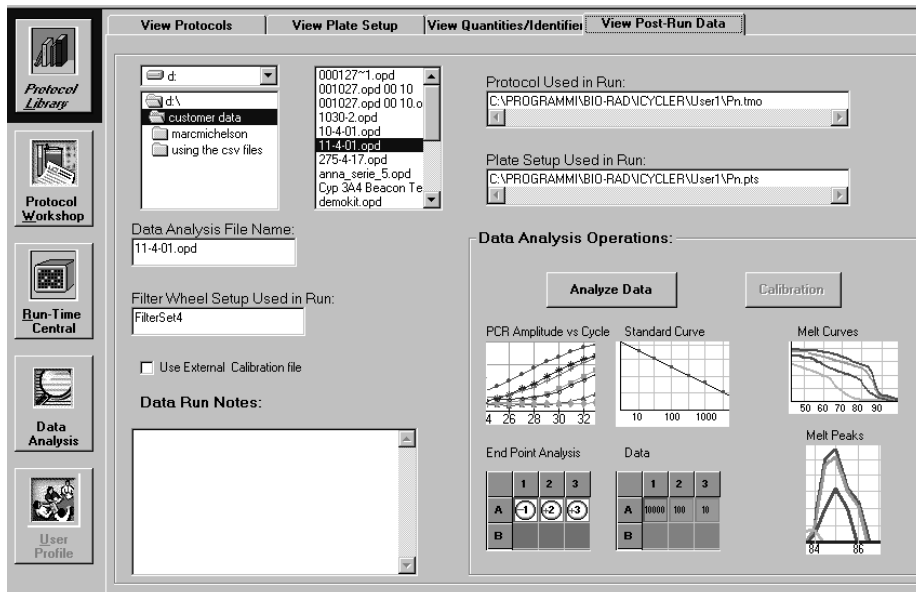 View Protocols
View Plate Setup
View Quantities/Identifier
View Post-Run Data
Protocol
Library
Protocol
Workshop
Run-Time
Central
Data
Analysis
User
Profile
d:
d:\
customer data
marcmichelson
using the csv files
000127~1.opd
001027.opd 00 10
001027.opd 00 10.o
1030-2.opd
10-4-01.opd
11-4-01.opd
275-4-17.opd
anna_serie_5.opd
Cyp 3A4 Beacon Te
demokit.opd
Protocol Used in Run:
C:\PROGRAMMI\BIO-RAD\ICYCLER\User1\Pn.tmo
Plate Setup Used in Run:
C:\PROGRAMMI\BIO-RAD\ICYCLER\User1\Pn.pts
Data Analysis File Name:
11-4-01.opd
Filter Wheel Setup Used in Run:
FilterSet4
Use External Calibration file
Data Run Notes:
Data Analysis Operations:
Analyze Data
Calibration
PCR Amplitude vs Cycle
4 26 28 30 32
Standard Curve
10 100 1000
Melt Curves
50 60 70 80 90
End Point Analysis
1 2 3
A -1 +2 +3
B
Data
1 2 3
A 10000 100 10
B
Melt Peaks
84 86